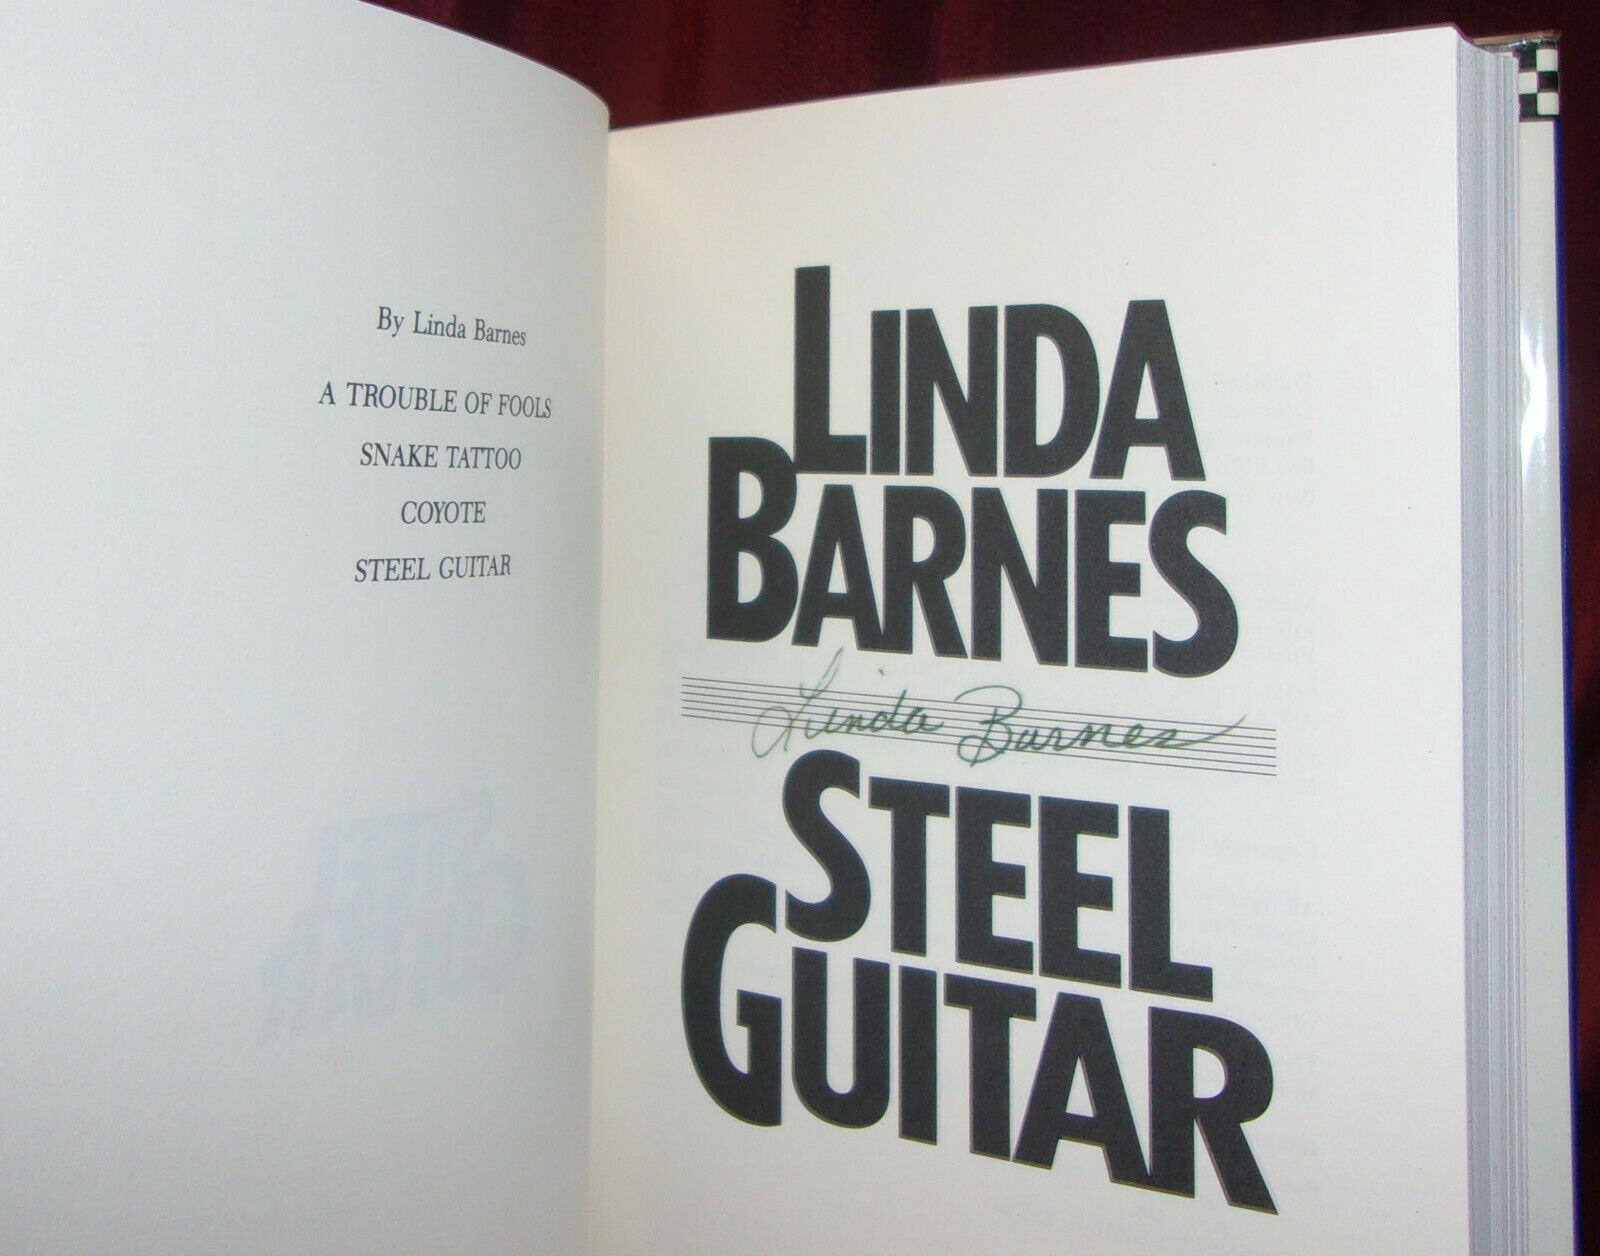 By Linda Barnes
A TROUBLE OF FOOLS
SNAKE TATTOO
COYOTE
STEEL GUITAR
LINDA
BARNES
Linda Barnes
STEEL
GUITAR